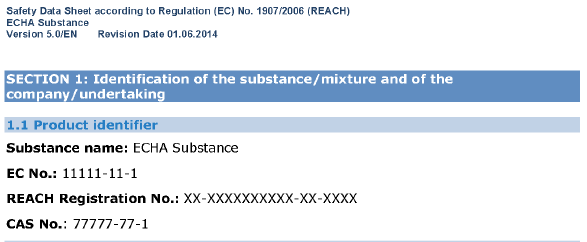 Safety Data Sheet according to Regulation (EC) No. 1907/2006 (REACH)
ECHA Substance
Version 5.0/EN Revision Date 01.06.2014
SECTION 1: Identification of the substance/mixture and of the
company/undertaking
1.1 Product identifier
Substance name: ECHA Substance
EC No.: 11111-11-1
REACH Registration No.: XX-XXXXXXXXXX-XX-XXXX
CAS No.: 77777-77-1